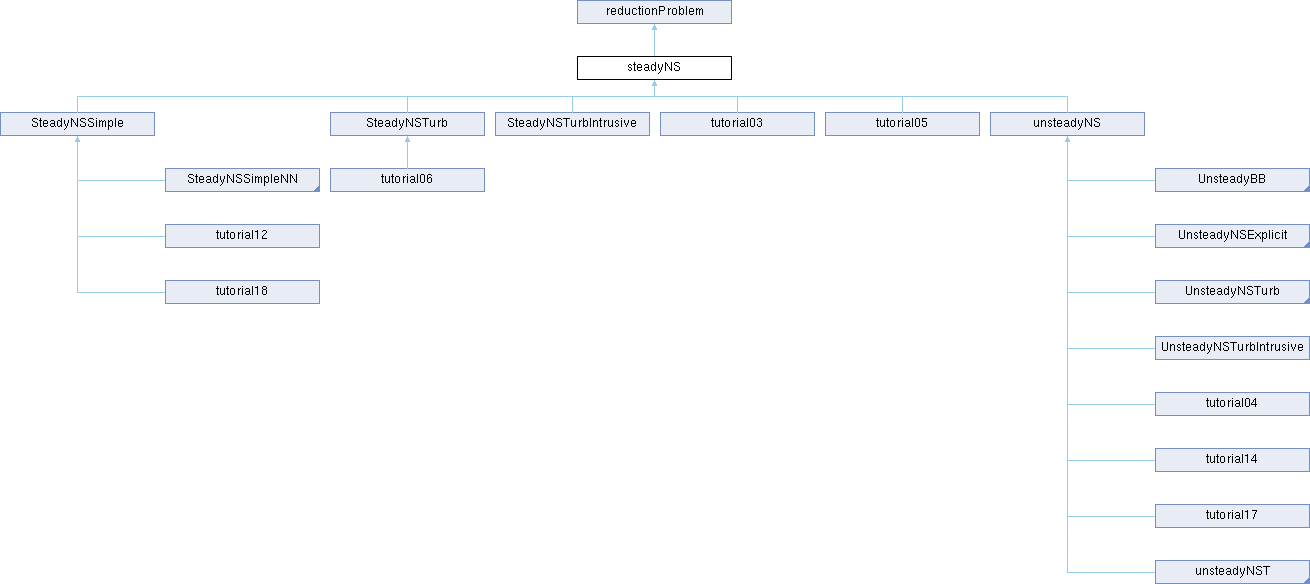 reductionProblem
steadyNS
SteadyNSSimple
SteadyNSTurb
SteadyNSTurbIntrusive
tutorial03
tutorial05
unsteadyNS
SteadyNSSimpleNN
tutorial06
UnsteadyBB
tutorial12
UnsteadyNSExplicit
tutorial18
UnsteadyNSTurb
UnsteadyNSTurbIntrusive
tutorial04
tutorial14
tutorial17
unsteadyNST